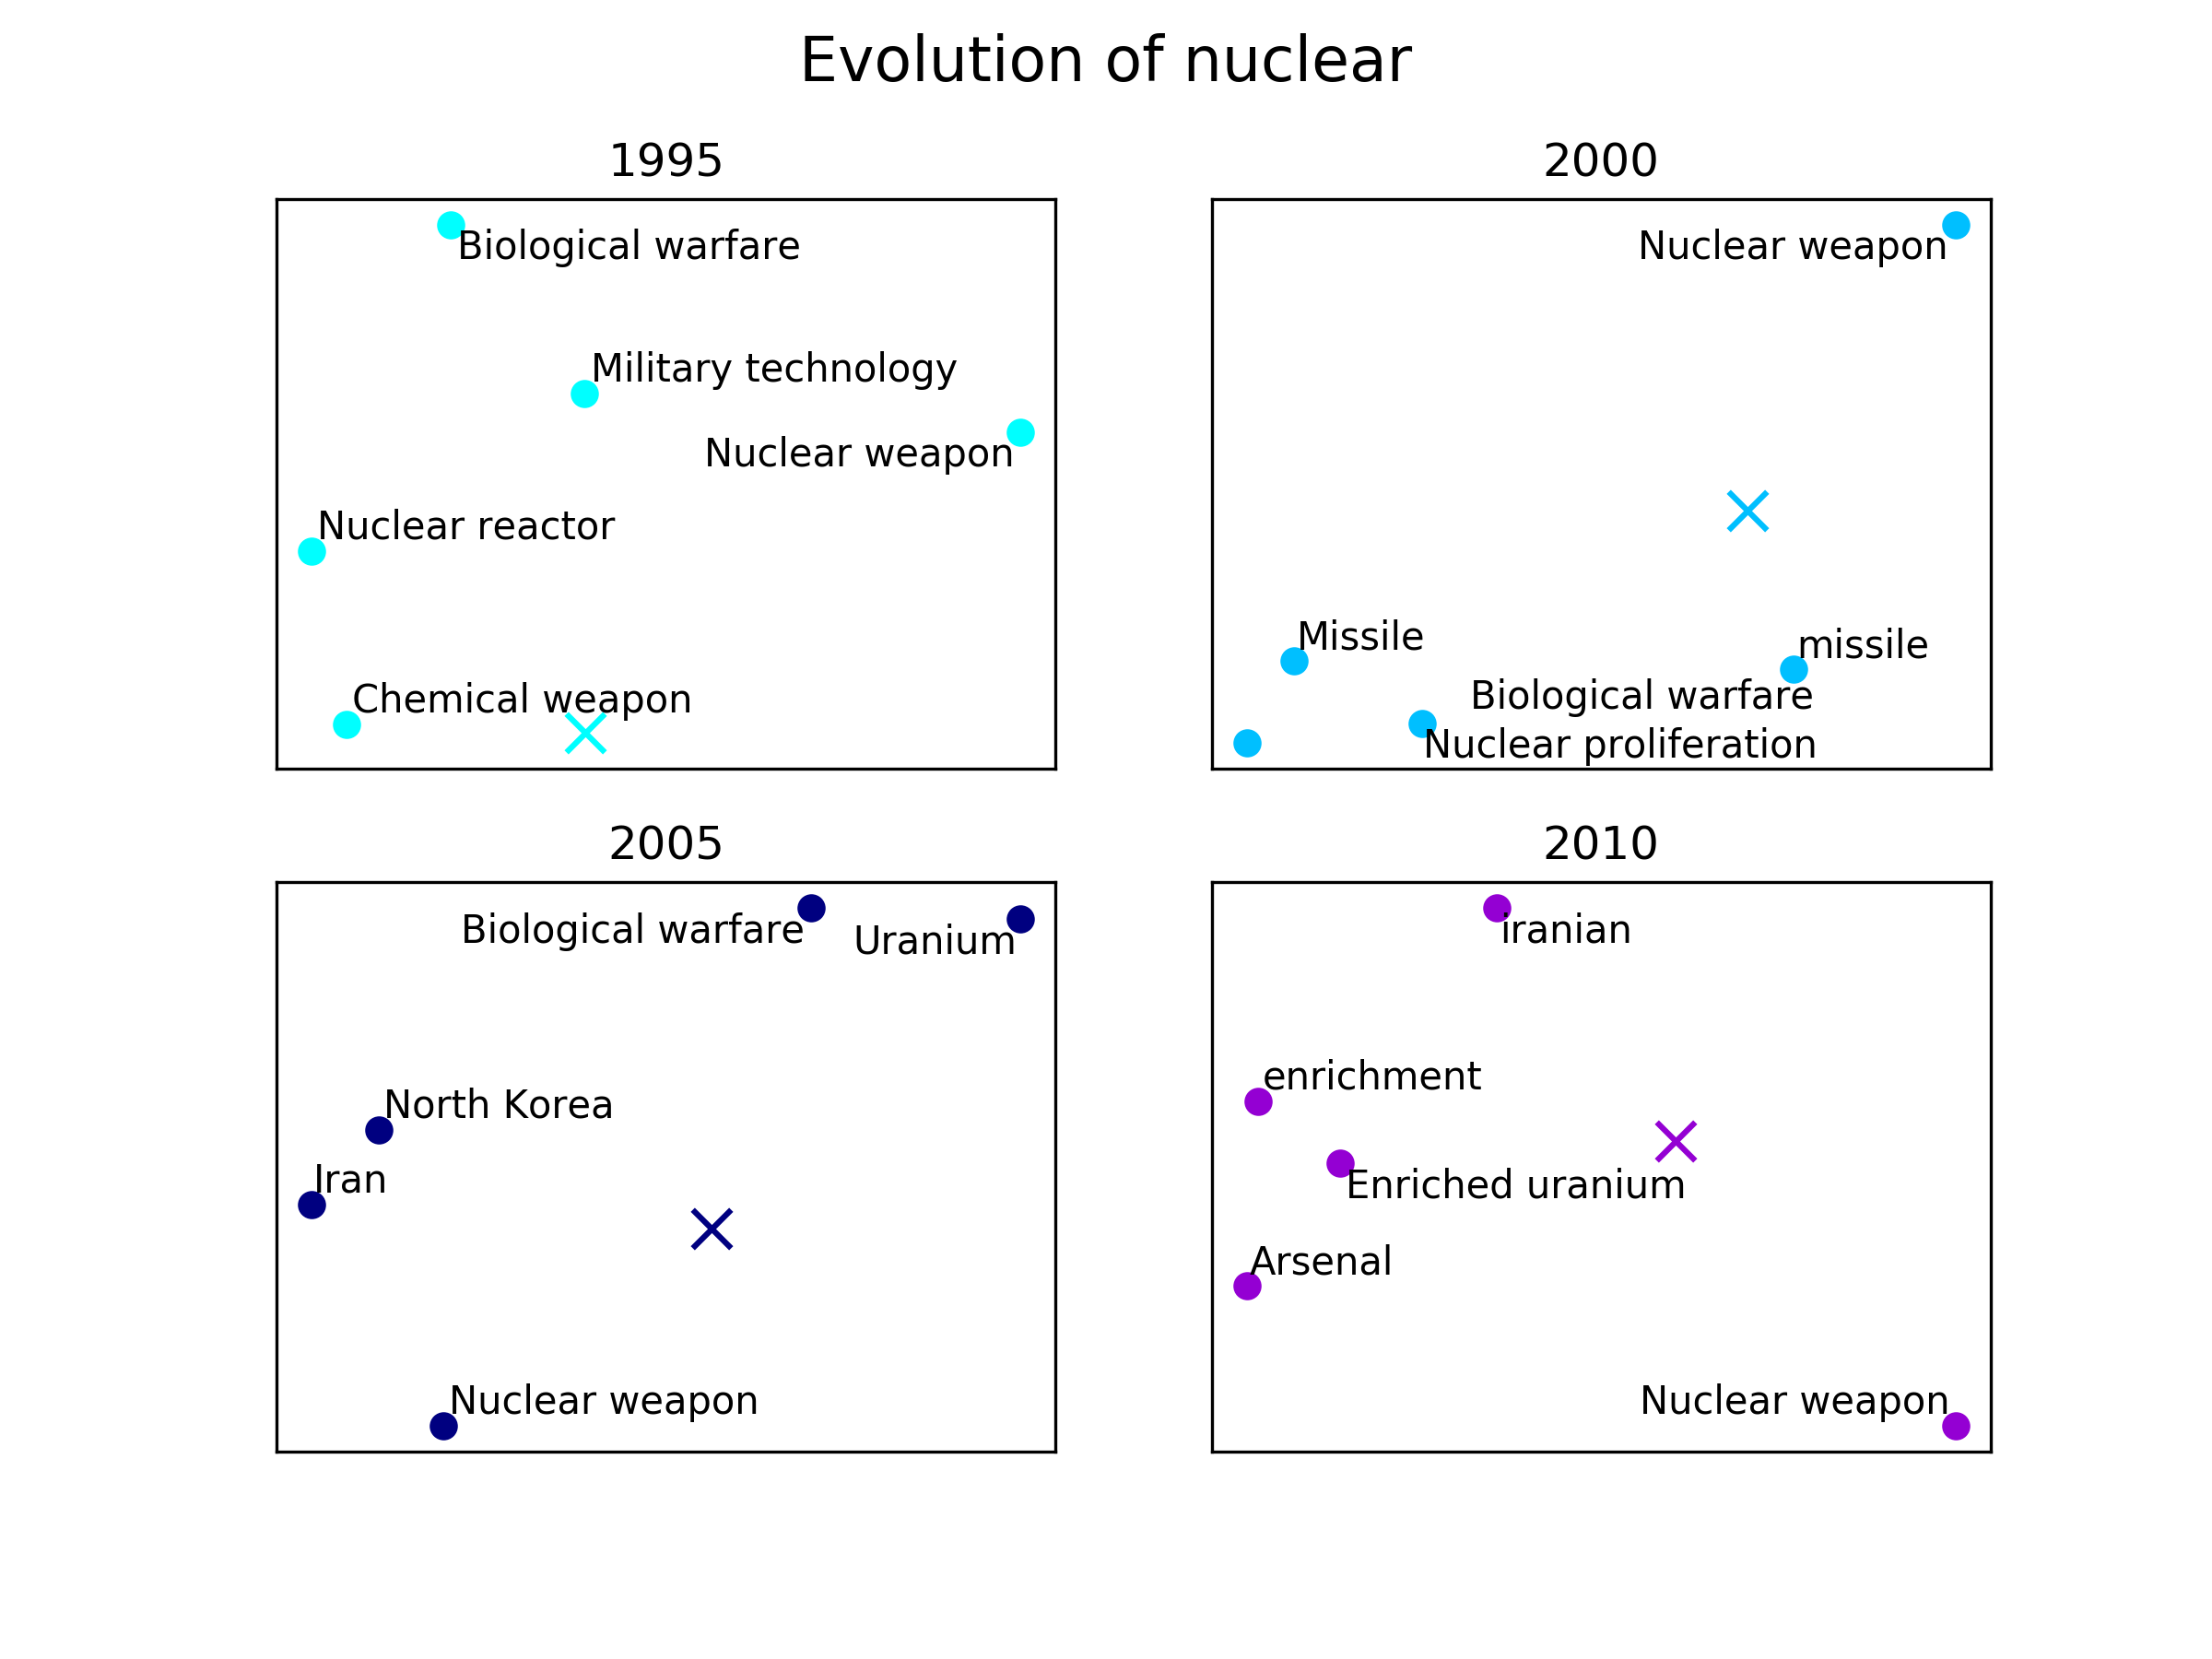 Evolution of nuclear
1995
Biological warfare
Military technology
Nuclear weapon
Nuclear reactor
Chemical weapon
2000
Nuclear weapon
Missile
missile
Biological warfare
Nuclear proliferation
2005
Biological warfare
Uranium
North Korea
Iran
Nuclear weapon
2010
iranian
enrichment
Enriched uranium
Arsenal
Nuclear weapon